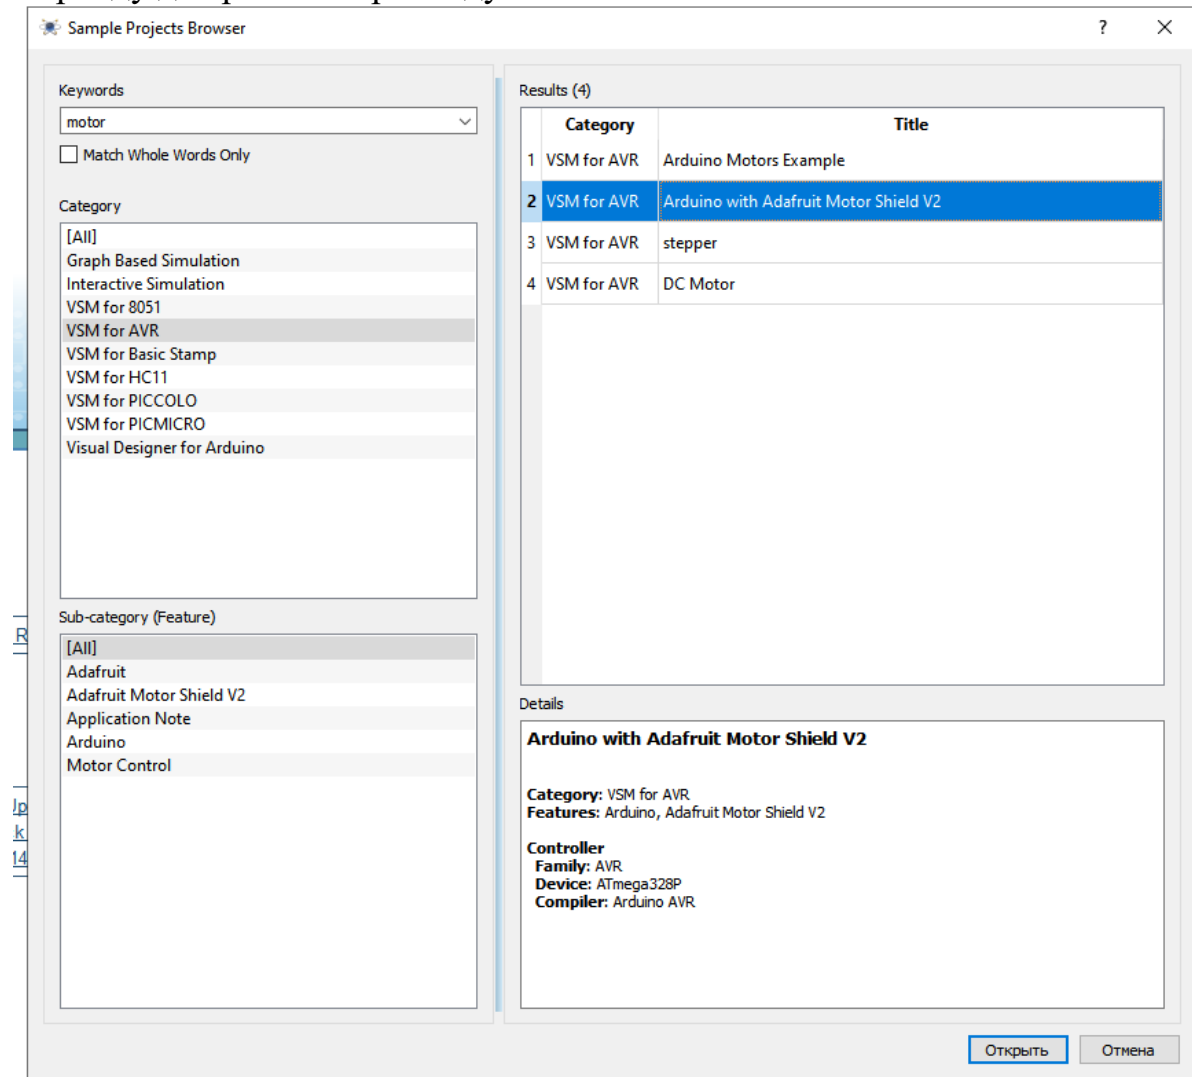 Sample Projects Browser
?
Keywords
motor
Match Whole Words Only
Category
[All]
Graph Based Simulation
Interactive Simulation
VSM for 8051
VSM for AVR
VSM for Basic Stamp
VSM for HC11
VSM for PICCOLO
VSM for PICMICRO
Visual Designer for Arduino
Sub-category (Feature)
[All]
Adafruit
Adafruit Motor Shield V2
Application Note
Arduino
Motor Control
Results (4)
Category Title
1 VSM for AVR Arduino Motors Example
2 VSM for AVR Arduino with Adafruit Motor Shield V2
3 VSM for AVR stepper
4 VSM for AVR DC Motor
Details
Arduino with Adafruit Motor Shield V2
Category: VSM for AVR
Features: Arduino, Adafruit Motor Shield V2
Controller
Family: AVR
Device: ATmega328P
Compiler: Arduino AVR
Открыть Отмена
R
k
14